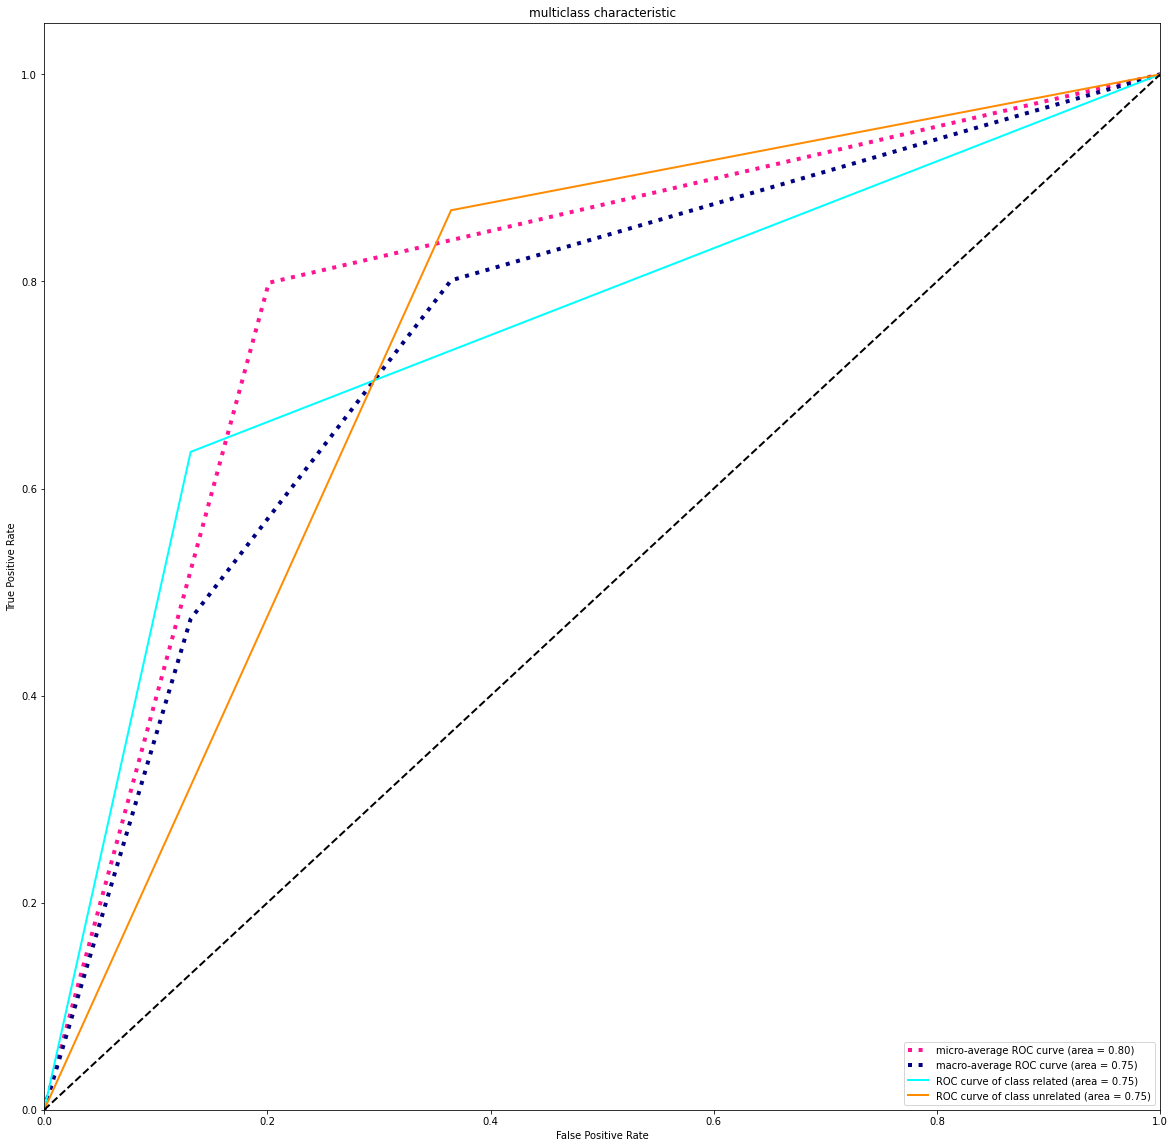 multiclass characteristic
True Positive Rate
1.0
0.8
0.6
0.4
0.2
0.0
0.0 0.2 0.4 0.6 0.8 1.0
False Positive Rate
micro-average ROC curve (area = 0.80)
macro-average ROC curve (area = 0.75)
ROC curve of class related (area = 0.75)
ROC curve of class unrelated (area = 0.75)